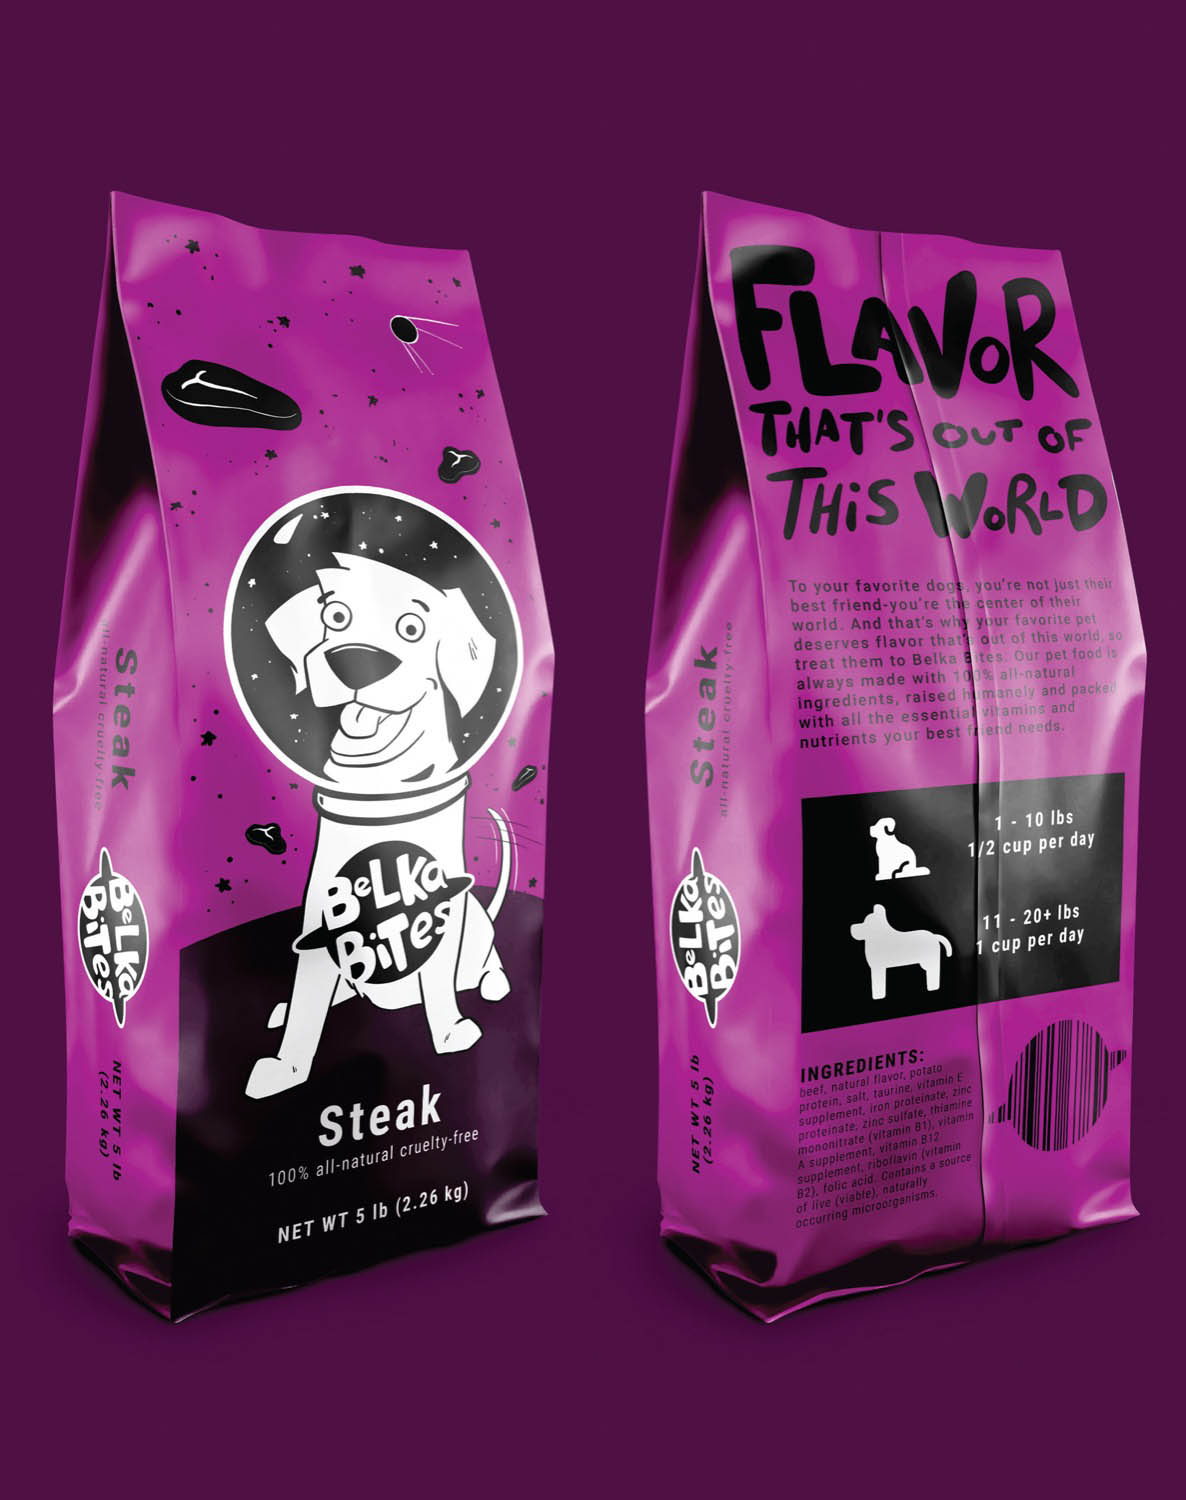 BeLKa
BiTes
Steak
100% all-natural cruelty-free
NET WT 5 lb (2.26 kg)
Steak
all-natural cruelty-free
BeLKa
BiTes
NET WT 5 lb
(2.26 kg)
FLAVoR
THAT'S OUT OF
THiS WoRLD
To your favorite dogs, you're not just their
best friend-you're the center of their
world. And that's why your favorite pet
deserves flavor that's out of this world, so
treat them to Belka Bites. Our pet food is
always made with 100% all-natural
ingredients, raised humanely and packed
with all the essential vitamins and
nutrients your best friend needs.
1 - 10 lbs
1/2 cup per day
11 - 20+ lbs
1 cup per day
INGREDIENTS:
beef, natural flavor, potato
protein, salt, taurine, vitamin E
supplement, iron proteinate, zinc
proteinate, zinc sulfate, thiamine
monoitrate (vitamin B1), vitamin
A supplement, vitamin B12
supplement, riboflavin (vitamin
B2), folic acid. Contains a source
of live (viable), naturally
occurring microorganisms.
Steak
all-natural cruelty-free
BeLKa
BiTes
NET WT 5 lb
(2.26 kg)